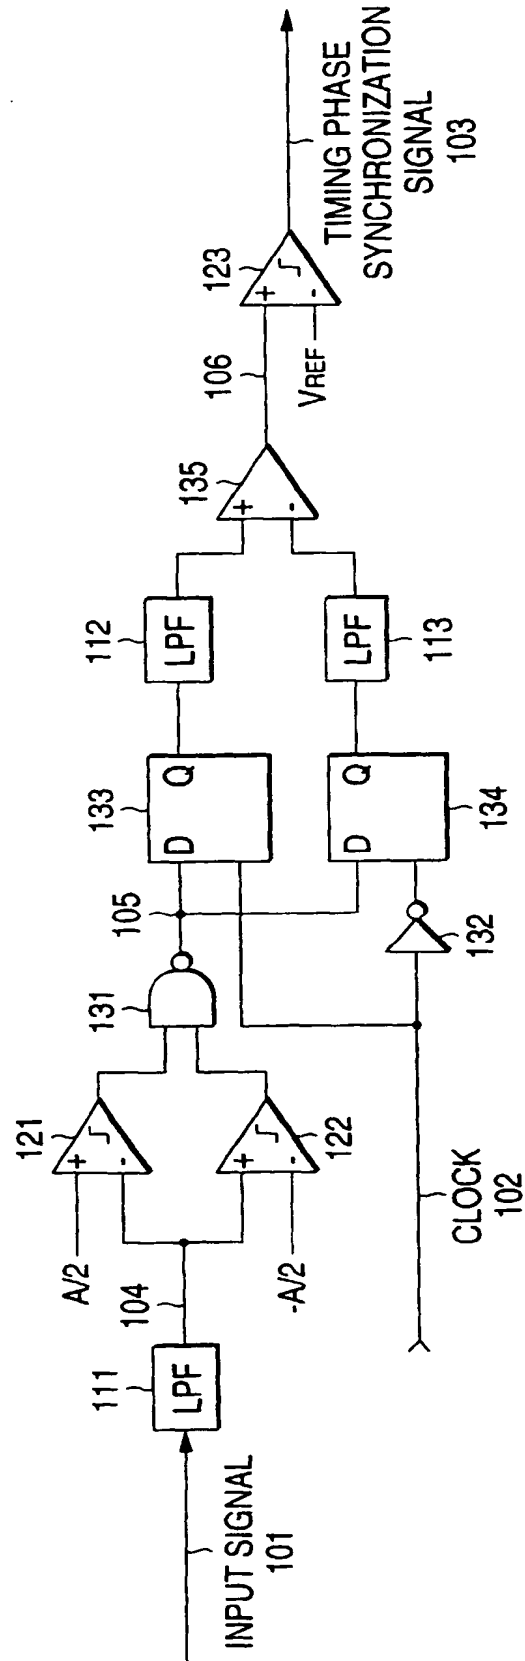 INPUT SIGNAL
101
111
LPF
104
A/2
-A/2
121
+
-
122
+
-
131
105
CLOCK
102
132
133
D
Q
134
D
Q
112
LPF
113
LPF
135
+
-
106
VREF
123
+
-
TIMING PHASE
SYNCHRONIZATION
SIGNAL
103